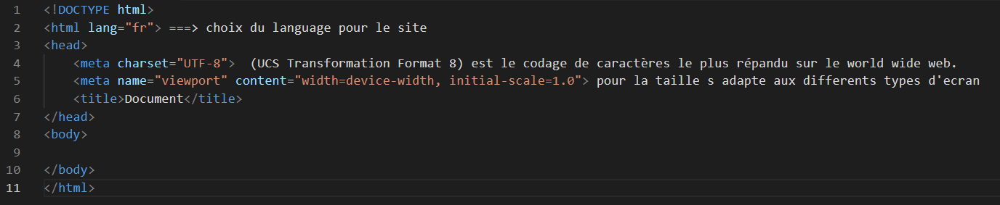 1 <!DOCTYPE html>
2 <html lang="fr"> ===> choix du language pour le site
3 <head>
4 <meta charset="UTF-8">  (UCS Transformation Format 8) est le codage de caractères le plus répandu sur le world wide web.
5 <meta name="viewport" content="width=device-width, initial-scale=1.0"> pour la taille s adapte aux differents types d'ecran
6 <title>Document</title>
7 </head>
8 <body>
9
10 </body>
11 </html>